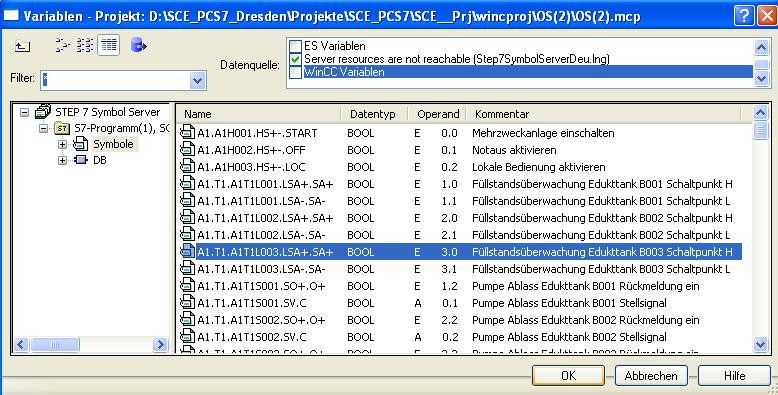 Variablen - Projekt: D:\SCE_PCS7_Dresden\Projekte\SCE_PCS7\SCE__Prj\wincproj\OS(2)\OS(2).mcp
Filter: *
Datenquelle:
ES Variablen
Server resources are not reachable (Step7SymbolServerDeu.lng)
WinCC Variablen
STEP 7 Symbol Server
S7-Programm(1), SC
Symbole
DB
Name Datentyp Operand Kommentar
A1.A1H001.HS+-.START BOOL E 0.0 Mehrzweckanlage einschalten
A1.A1H002.HS+-.OFF BOOL E 0.1 Notaus aktivieren
A1.A1H003.HS+-.LOC BOOL E 0.2 Lokale Bedienung aktivieren
A1.T1.A1T1L001.LSA+.SA+ BOOL E 1.0 Füllstandsüberwachung Edukttank B001 Schaltpunkt H
A1.T1.A1T1L001.LSA-.SA- BOOL E 1.1 Füllstandsüberwachung Edukttank B001 Schaltpunkt L
A1.T1.A1T1L002.LSA+.SA+ BOOL E 2.0 Füllstandsüberwachung Edukttank B002 Schaltpunkt H
A1.T1.A1T1L002.LSA-.SA- BOOL E 2.1 Füllstandsüberwachung Edukttank B002 Schaltpunkt L
A1.T1.A1T1L003.LSA+.SA+ BOOL E 3.0 Füllstandsüberwachung Edukttank B003 Schaltpunkt H
A1.T1.A1T1L003.LSA-.SA- BOOL E 3.1 Füllstandsüberwachung Edukttank B003 Schaltpunkt L
A1.T1.A1T1S001.SO+.O+ BOOL E 1.2 Pumpe Ablass Edukttank B001 Rückmeldung ein
A1.T1.A1T1S001.SV.C BOOL A 0.1 Pumpe Ablass Edukttank B001 Stellsignal
A1.T1.A1T1S002.SO+.O+ BOOL E 2.2 Pumpe Ablass Edukttank B002 Rückmeldung ein
A1.T1.A1T1S002.SV.C BOOL A 0.2 Pumpe Ablass Edukttank B002 Stellsignal
OK Abbrechen Hilfe